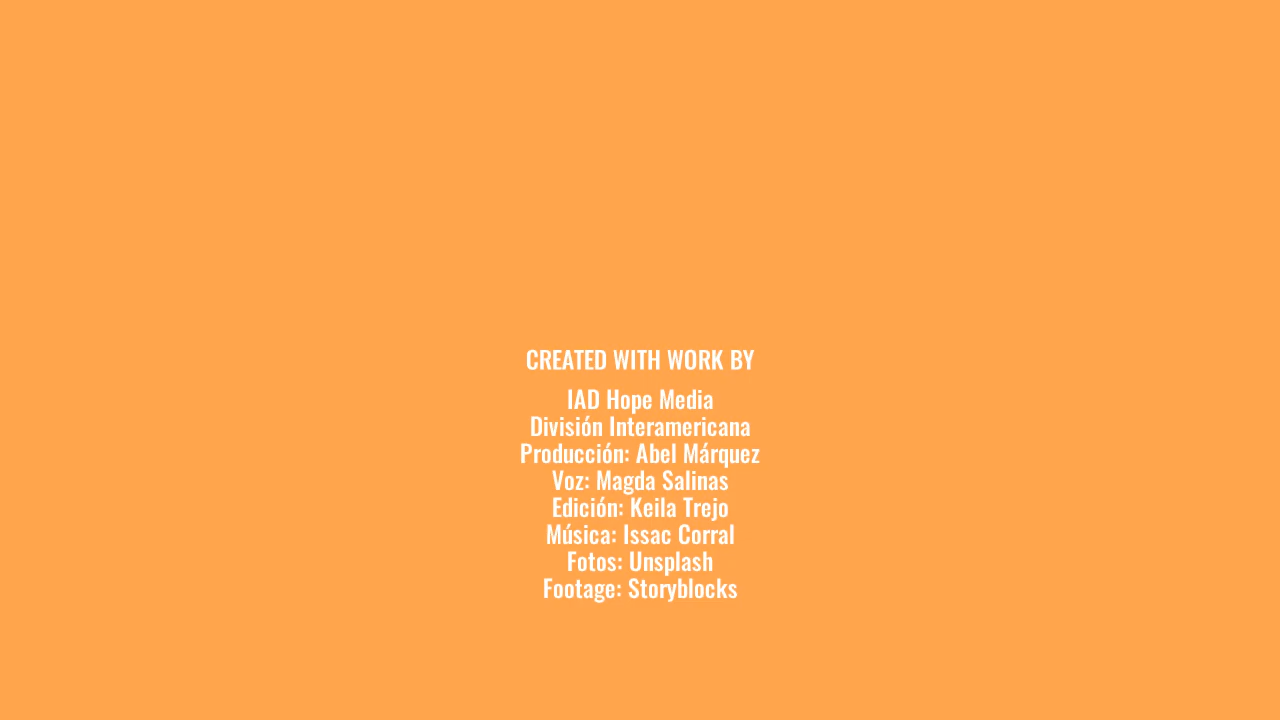 CREATED WITH WORK BY
IAD Hope Media
División Interamericana
Producción: Abel Márquez
Voz: Magda Salinas
Edición: Keila Trejo
Música: Issac Corral
Fotos: Unsplash
Footage: Storyblocks